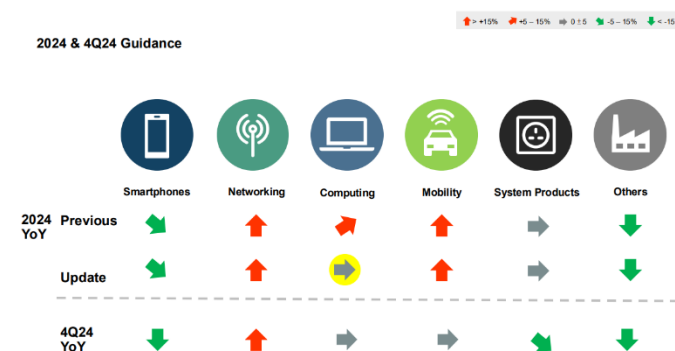 > +15% +5 – 15% 0 ± 5 -5 – 15% < -15
2024 & 4Q24 Guidance
Smartphones Networking Computing Mobility System Products Others
2024 Previous
YoY
Update
4Q24
YoY